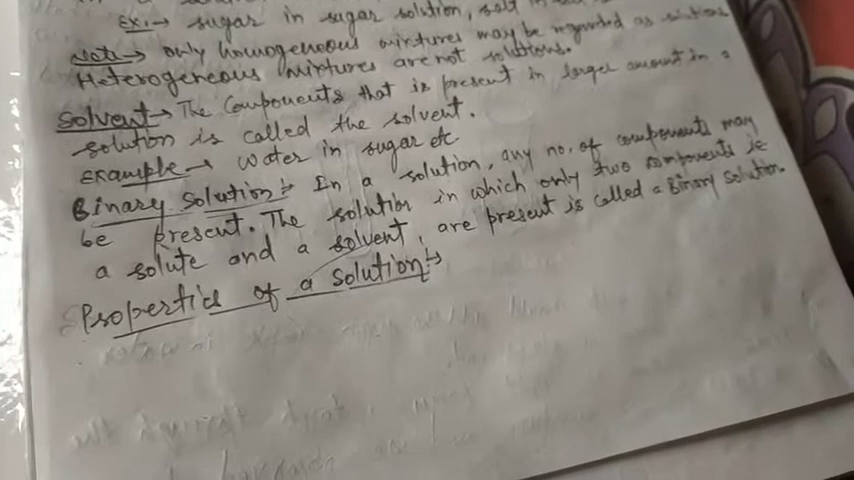 Ex:→ sugar in sugar solution, salt in
Note→ only homogeneous mixtures may be regarded as solutions
Heterogeneous mixtures are not solutions.
Solvent→ The Components that is present in larger amount in a
solution is called the solvent.
Example→ Water in sugar etc
Binary Solution:→ In a solution, any no. of components may
be present. The solution in which only two components ie
a solute and a solvent, are present is called a Binary Solution.
Properties of a solution:→